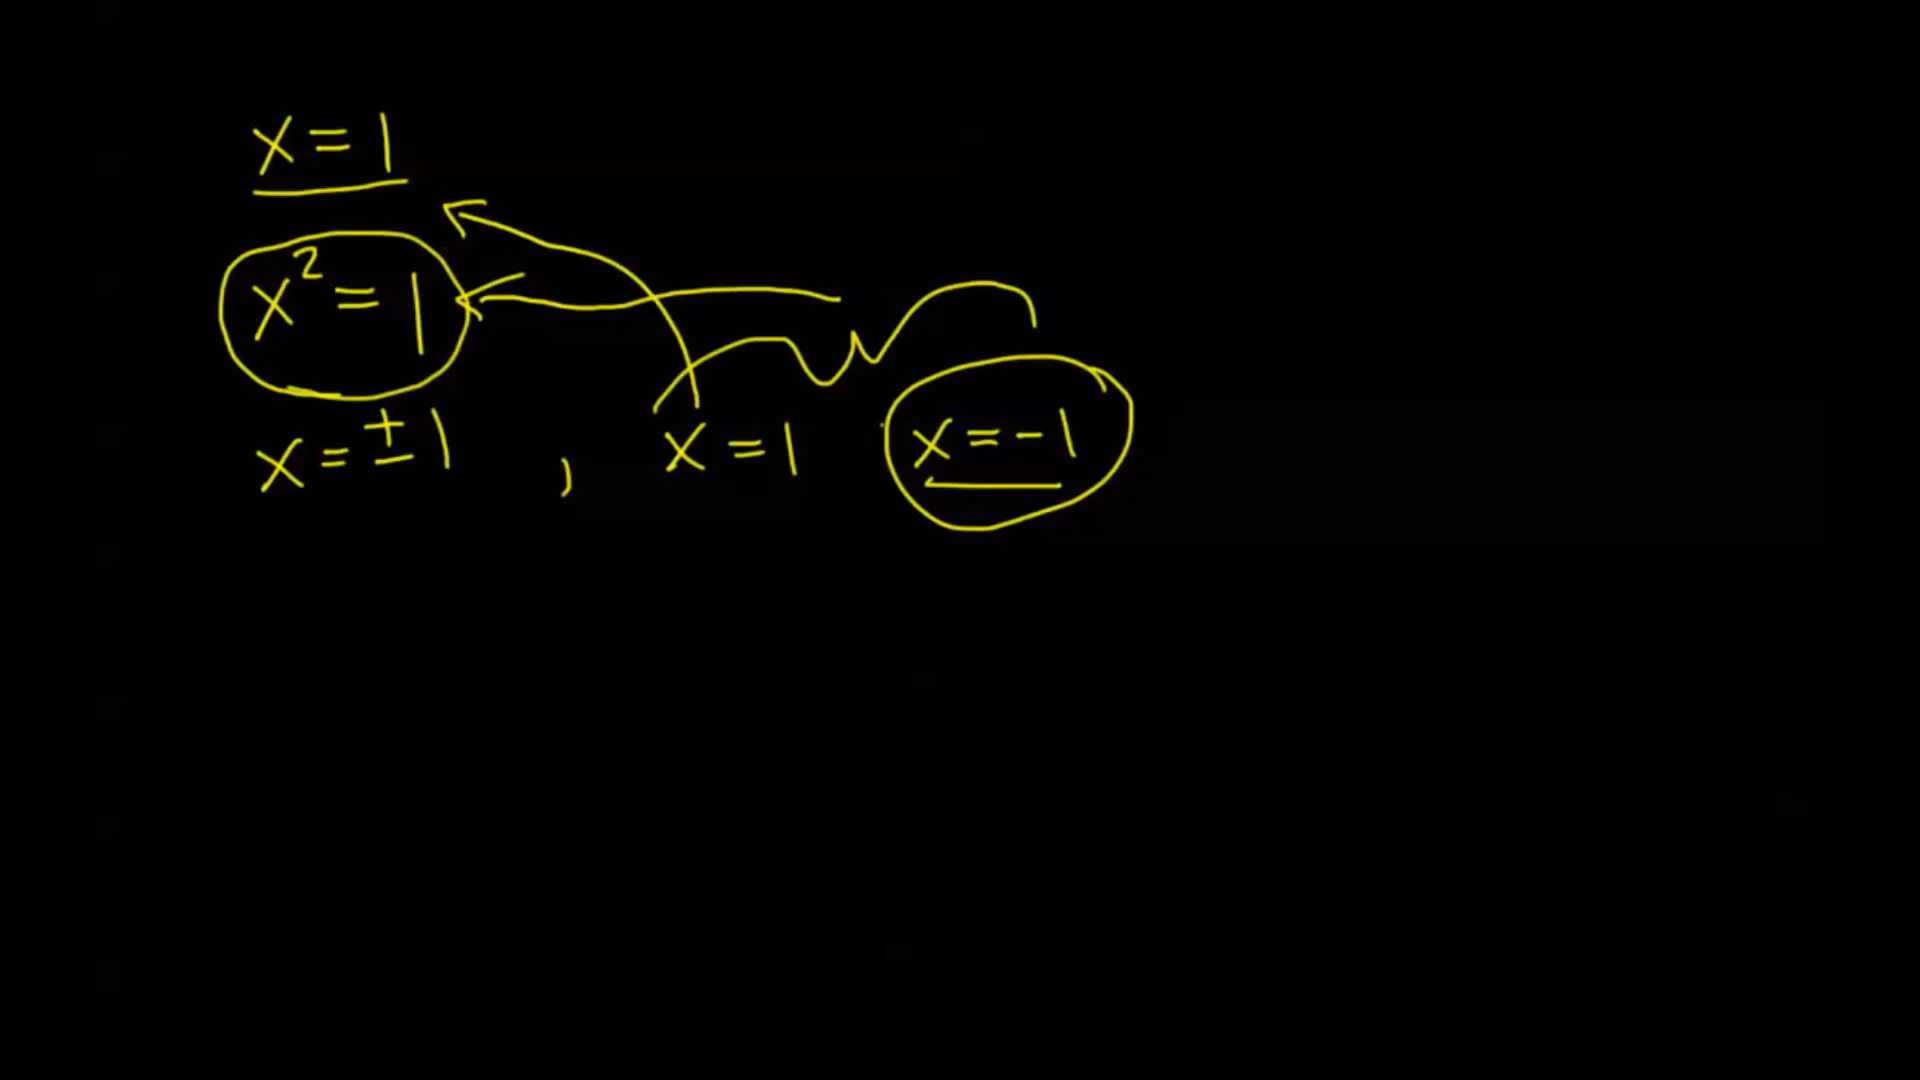 x = 1
x² = 1
x = ±1 , x = 1 x = -1